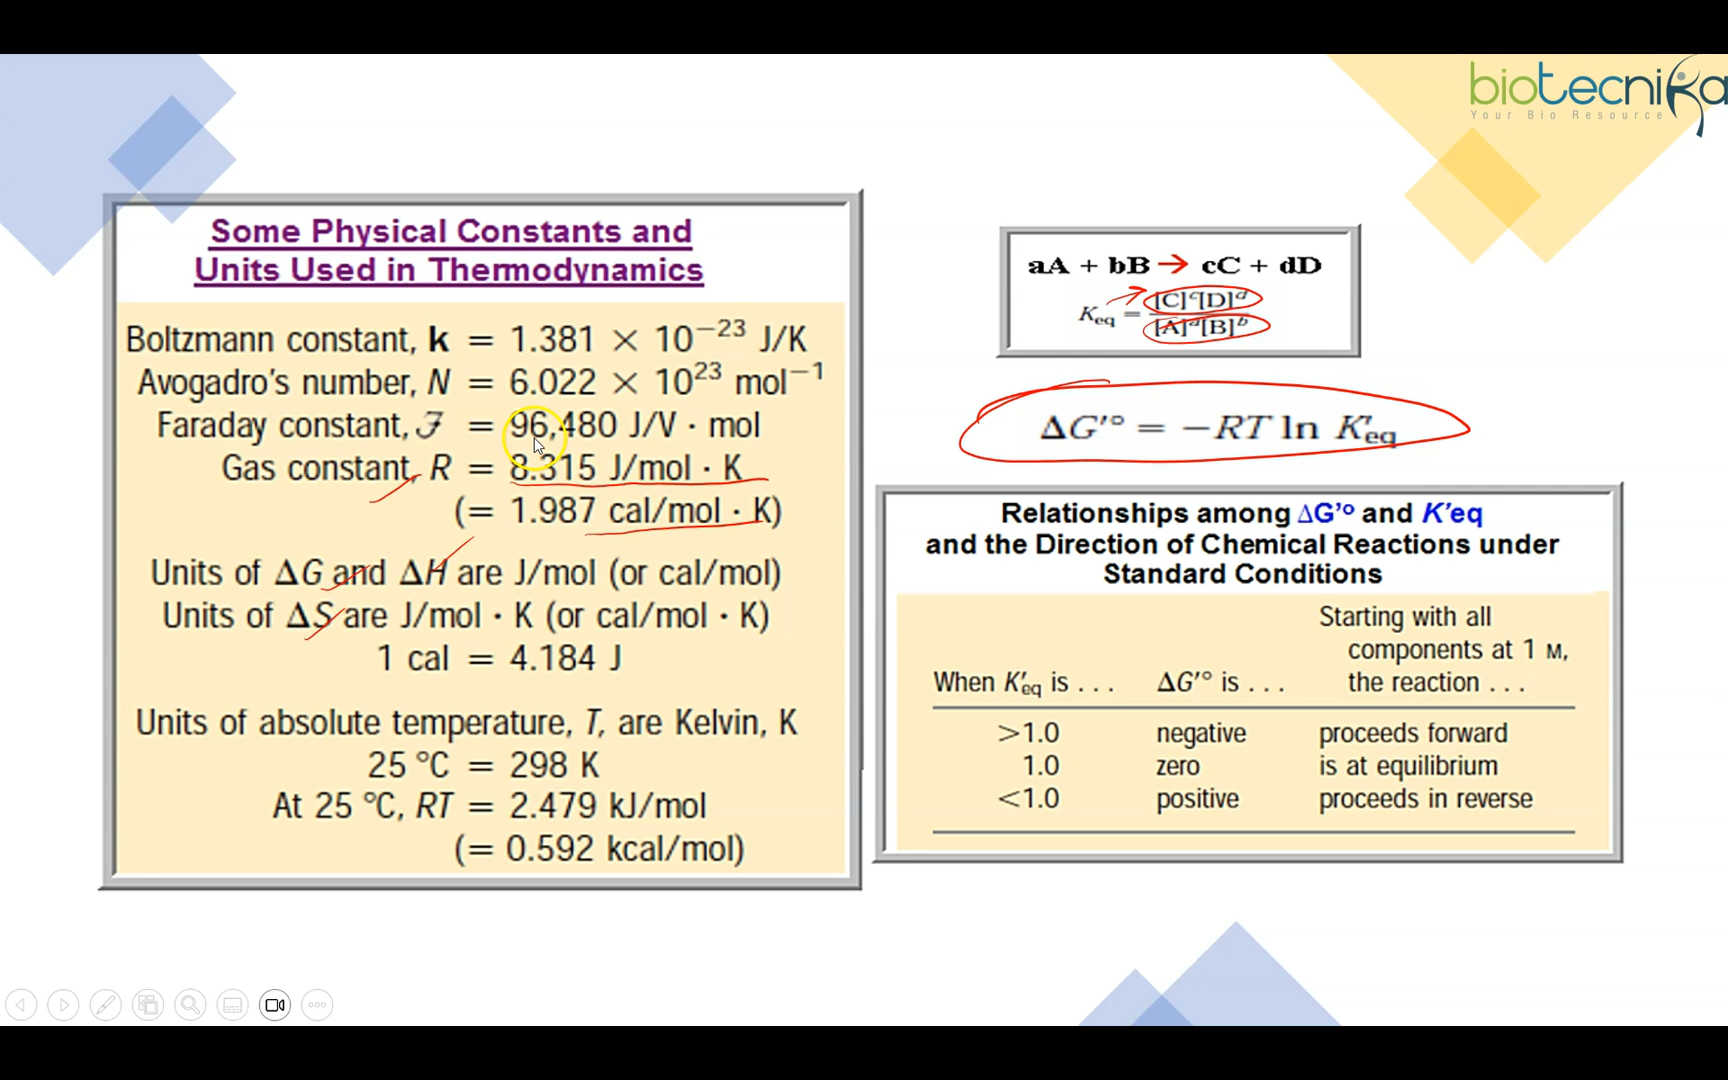 biotecnika
Your Bio Resource
Some Physical Constants and
Units Used in Thermodynamics
Boltzmann constant, k = 1.381 × 10⁻²³ J/K
Avogadro's number, N = 6.022 × 10²³ mol⁻¹
Faraday constant, ℱ = 96,480 J/V · mol
Gas constant, R = 8.315 J/mol · K
(= 1.987 cal/mol · K)
Units of ΔG and ΔH are J/mol (or cal/mol)
Units of ΔS are J/mol · K (or cal/mol · K)
1 cal = 4.184 J
Units of absolute temperature, T, are Kelvin, K
25 °C = 298 K
At 25 °C, RT = 2.479 kJ/mol
(= 0.592 kcal/mol)
aA + bB → cC + dD
Keq = [C]ᶜ[D]ᵈ
[A]ᵃ[B]ᵇ
ΔG′° = −RT ln K′eq
Relationships among ΔG'° and K'eq
and the Direction of Chemical Reactions under
Standard Conditions
Starting with all
components at 1 M,
When K′eq is . . . ΔG′° is . . . the reaction . . .
>1.0 negative proceeds forward
1.0 zero is at equilibrium
<1.0 positive proceeds in reverse